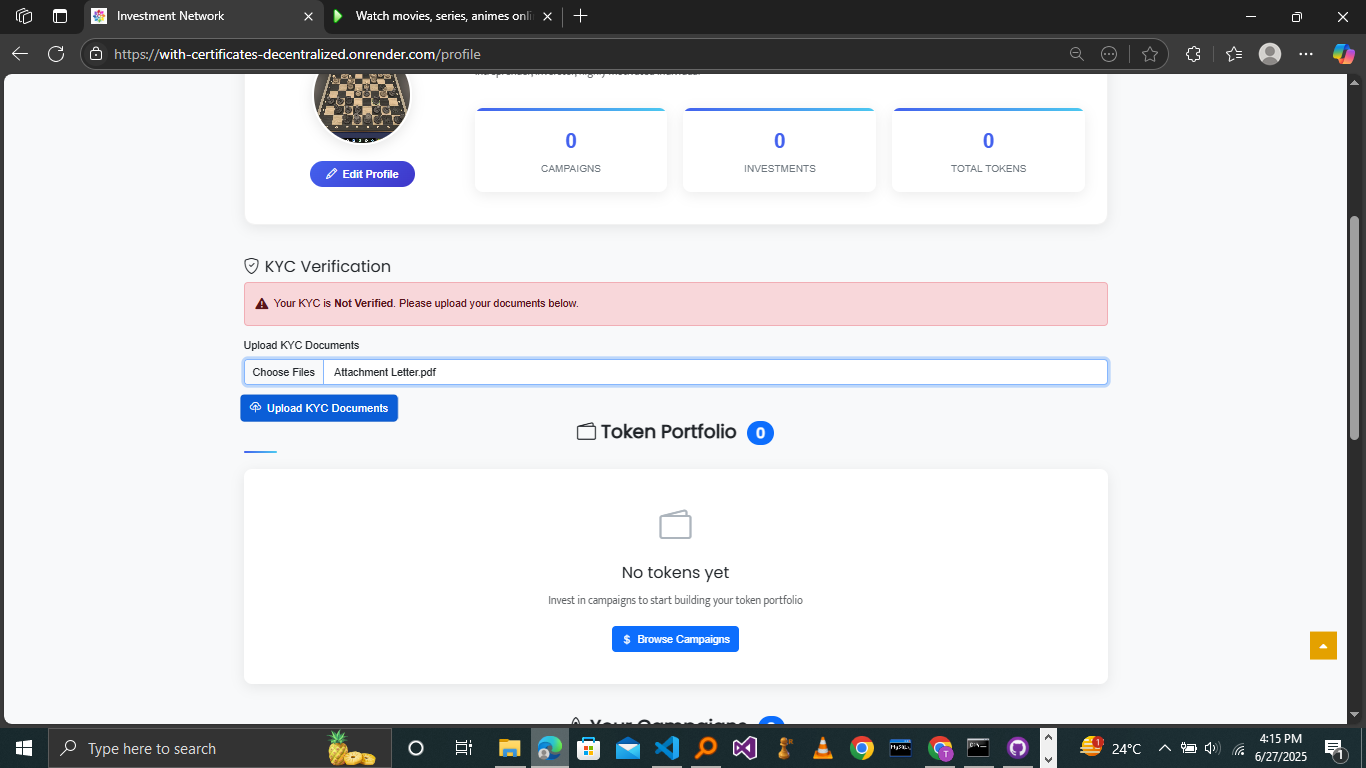 Investment Network
Watch movies, series, animes onli
https://with-certificates-decentralized.onrender.com/profile
0
CAMPAIGNS
0
INVESTMENTS
0
TOTAL TOKENS
Edit Profile
KYC Verification
Your KYC is Not Verified. Please upload your documents below.
Upload KYC Documents
Choose Files Attachment Letter.pdf
Upload KYC Documents
Token Portfolio 0
No tokens yet
Invest in campaigns to start building your token portfolio
$ Browse Campaigns
Your Campaigns
Type here to search
24°C
4:15 PM
6/27/2025